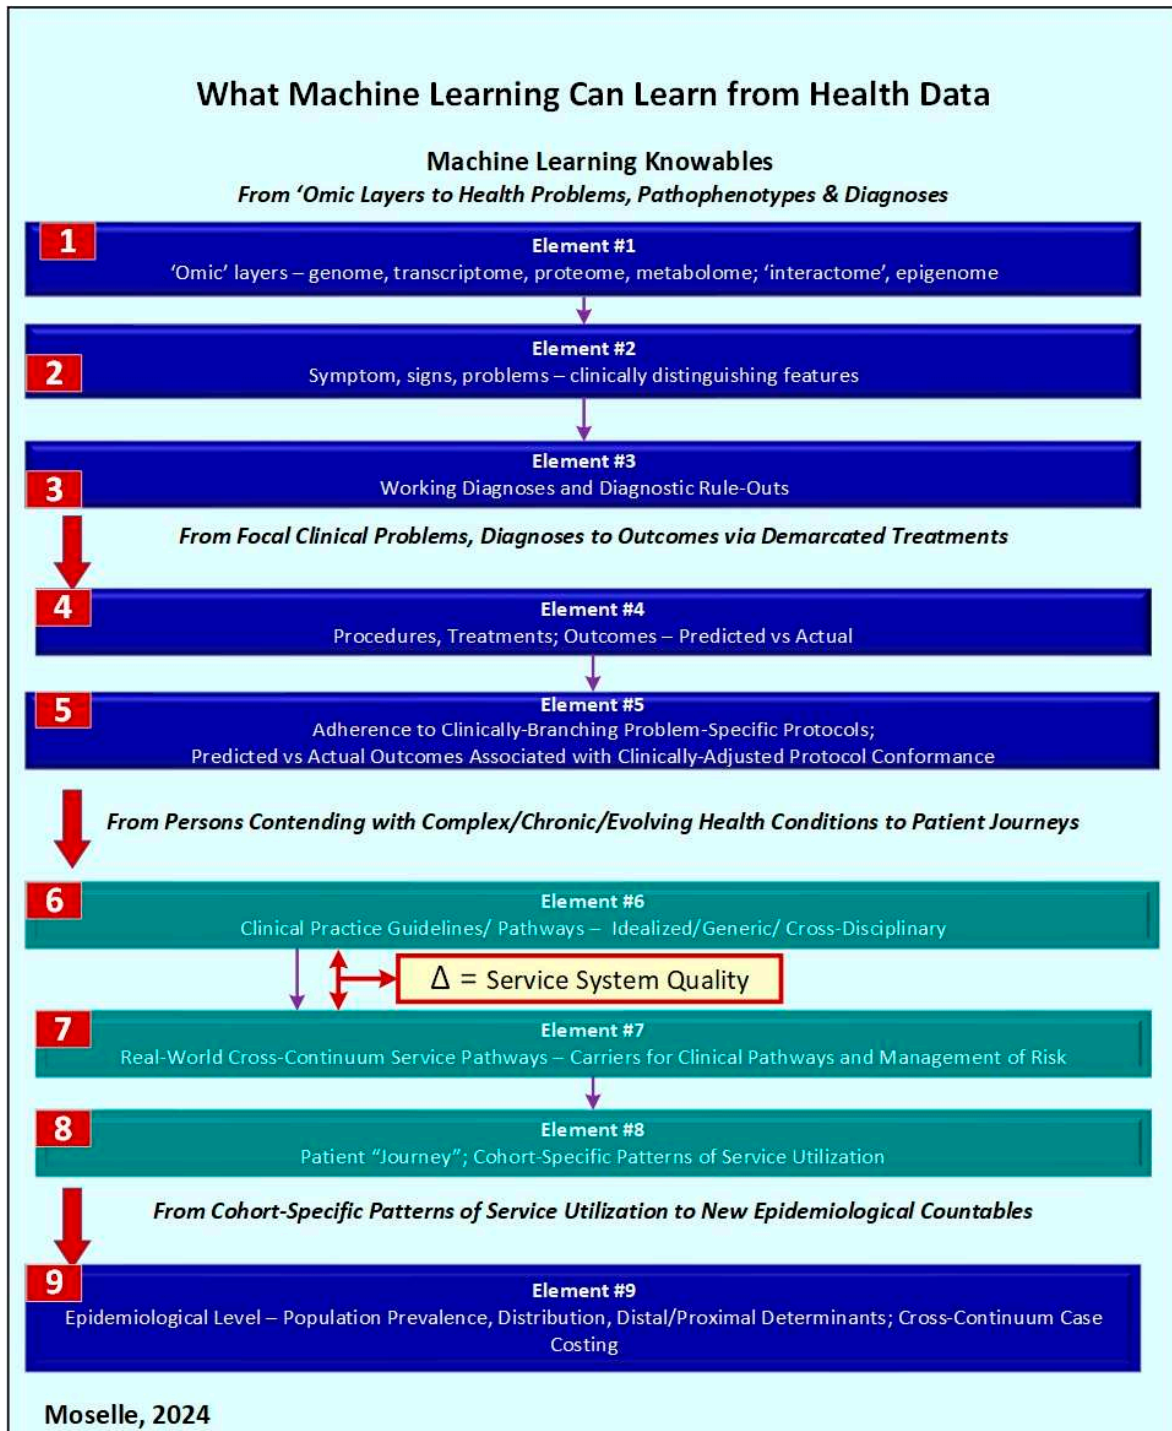 What Machine Learning Can Learn from Health Data
Machine Learning Knowables
From ‘Omic Layers to Health Problems, Pathophenotypes & Diagnoses
1
Element #1
‘Omic’ layers – genome, transcriptome, proteome, metabolome; ‘interactome’, epigenome
2
Element #2
Symptom, signs, problems – clinically distinguishing features
3
Element #3
Working Diagnoses and Diagnostic Rule-Outs
From Focal Clinical Problems, Diagnoses to Outcomes via Demarcated Treatments
4
Element #4
Procedures, Treatments; Outcomes – Predicted vs Actual
5
Element #5
Adherence to Clinically-Branching Problem-Specific Protocols;
Predicted vs Actual Outcomes Associated with Clinically-Adjusted Protocol Conformance
From Persons Contending with Complex/Chronic/Evolving Health Conditions to Patient Journeys
6
Element #6
Clinical Practice Guidelines/ Pathways – Idealized/Generic/ Cross-Disciplinary
Δ = Service System Quality
7
Element #7
Real-World Cross-Continuum Service Pathways – Carriers for Clinical Pathways and Management of Risk
8
Element #8
Patient “Journey”; Cohort-Specific Patterns of Service Utilization
From Cohort-Specific Patterns of Service Utilization to New Epidemiological Countables
9
Element #9
Epidemiological Level – Population Prevalence, Distribution, Distal/Proximal Determinants; Cross-Continuum Case
Costing
Moselle, 2024